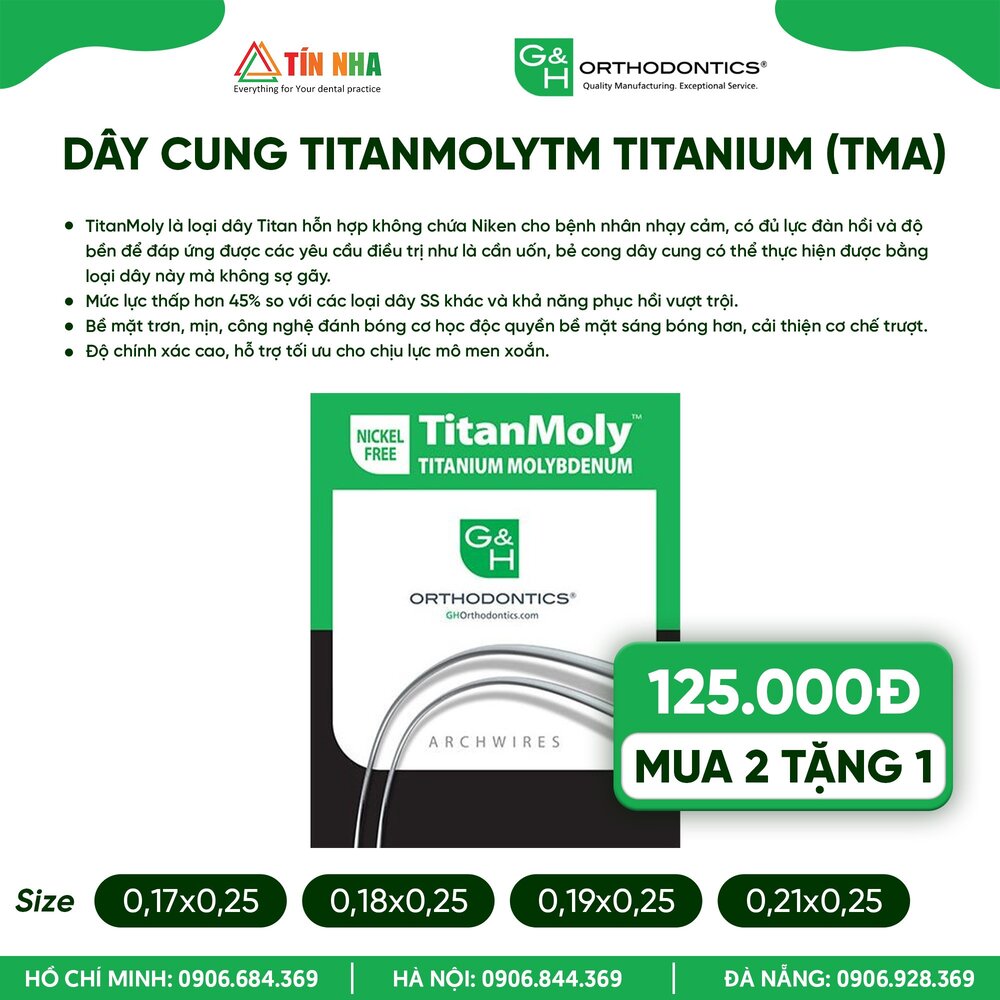 TÍN NHA
Everything for Your dental practice
G&H
ORTHODONTICS®
Quality Manufacturing. Exceptional Service.
DÂY CUNG TITANMOLYTM TITANIUM (TMA)
• TitanMoly là loại dây Titan hỗn hợp không chứa Niken cho bệnh nhân nhạy cảm, có đủ lực đàn hồi và độ
bền để đáp ứng được các yêu cầu điều trị như là cần uốn, bẻ cong dây cung có thể thực hiện được bằng
loại dây này mà không sợ gãy.
• Mức lực thấp hơn 45% so với các loại dây SS khác và khả năng phục hồi vượt trội.
• Bề mặt trơn, mịn, công nghệ đánh bóng cơ học độc quyền bề mặt sáng bóng hơn, cải thiện cơ chế trượt.
• Độ chính xác cao, hỗ trợ tối ưu cho chịu lực mô men xoắn.
NICKEL
FREE
TitanMoly™
TITANIUM MOLYBDENUM
G&H
ORTHODONTICS®
GHOrthodontics.com
ARCHWIRES
125.000Đ
MUA 2 TẶNG 1
Size 0,17x0,25 0,18x0,25 0,19x0,25 0,21x0,25
HỒ CHÍ MINH: 0906.684.369 | HÀ NỘI: 0906.844.369 | ĐÀ NẴNG: 0906.928.369